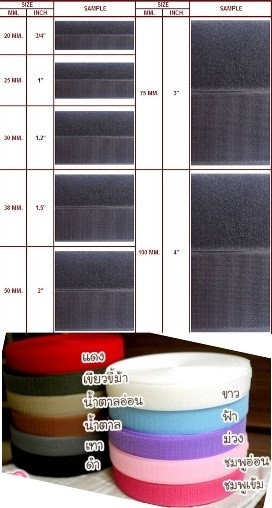 SIZE SAMPLE SIZE SAMPLE
MM. INCH MM. INCH
20 MM. 3/4"
25 MM. 1"
30 MM. 1.2"
38 MM. 1.5"
50 MM. 2"
75 MM. 3"
100 MM. 4"
แดง
เขียวขี้ม้า
น้ำตาลอ่อน
น้ำตาล
เทา
ดำ
ขาว
ฟ้า
ม่วง
ชมพูอ่อน
ชมพูเข้ม